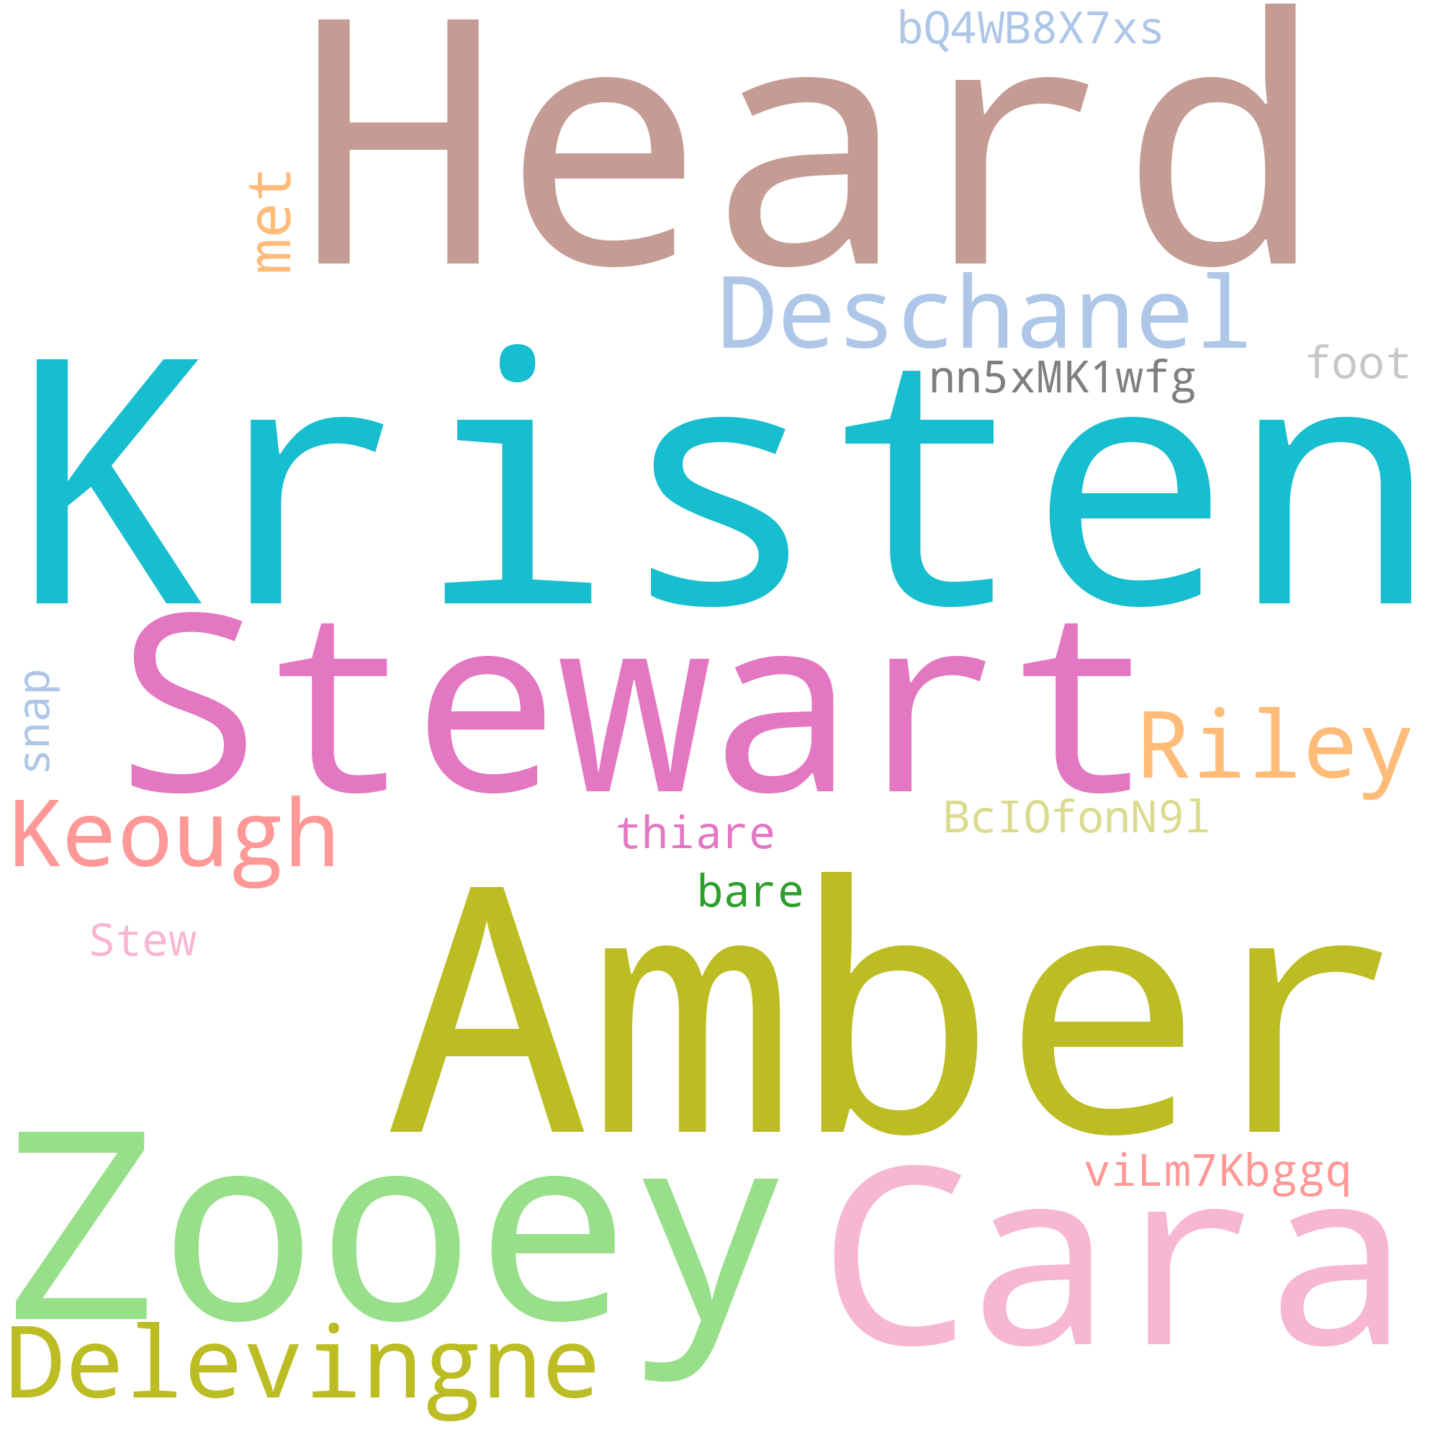 bQ4WB8X7xs
Heard
met
Deschanel
nn5xMK1wfg
foot
Kristen
Stewart
snap
Riley
Keough
thiare
BcIOfonN9l
bare
Stew
Amber
Zooey
viLm7Kbggq
Cara
Delevingne